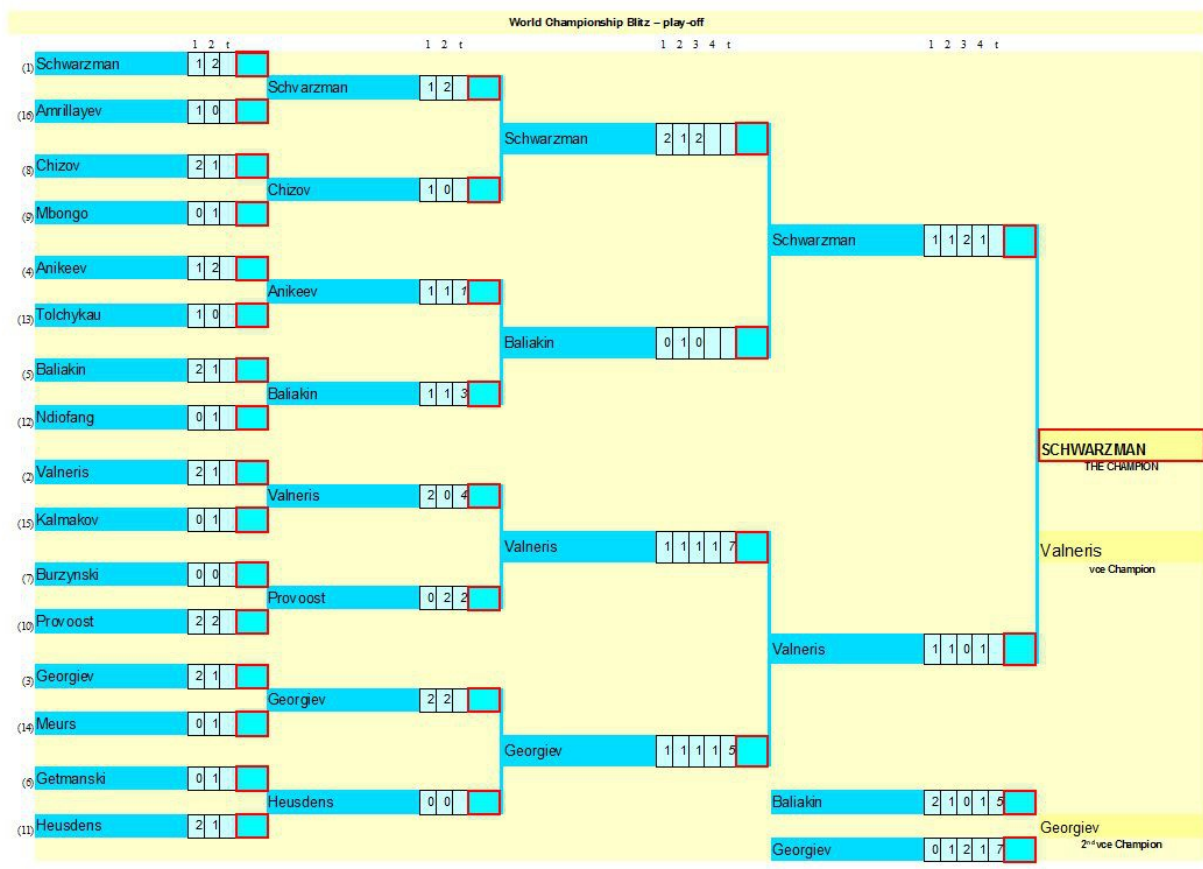 World Championship Blitz – play-off
1 2 t 1 2 t 1 2 3 4 t 1 2 3 4 t
(1) Schwarzman 1 2
Schvarzman 1 2
(16) Amrillayev 1 0
Schwarzman 2 1 2
(8) Chizov 2 1
Chizov 1 0
(9) Mbongo 0 1
Schwarzman 1 1 2 1
(4) Anikeev 1 2
Anikeev 1 1 1
(13) Tolchykau 1 0
Baliakin 0 1 0
(5) Baliakin 2 1
Baliakin 1 1 3
(12) Ndiofang 0 1
SCHWARZMAN
THE CHAMPION
(2) Valneris 2 1
Valneris 2 0 4
(15) Kalmakov 0 1
Valneris 1 1 1 1 7
Valneris
vce Champion
(7) Burzynski 0 0
Provoost 0 2 2
(10) Provoost 2 2
Valneris 1 1 0 1
(3) Georgiev 2 1
Georgiev 2 2
(14) Meurs 0 1
Georgiev 1 1 1 1 5
(6) Getmanski 0 1
Heusdens 0 0
Baliakin 2 1 0 1 5
(11) Heusdens 2 1
Georgiev
2nd vce Champion
Georgiev 0 1 2 1 7